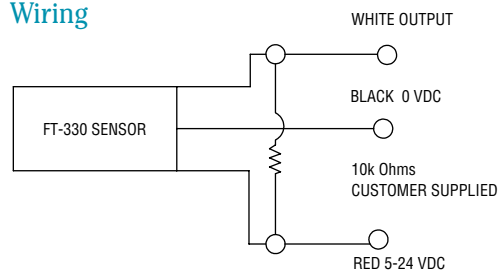 Wiring
WHITE OUTPUT
BLACK 0 VDC
FT-330 SENSOR
10k Ohms
CUSTOMER SUPPLIED
RED 5-24 VDC